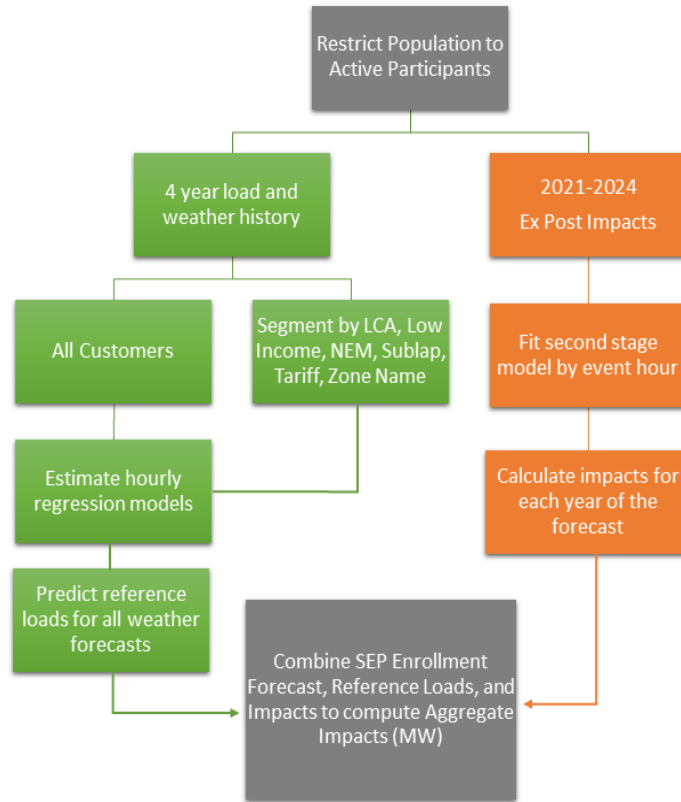 Restrict Population to
Active Participants
4 year load and
weather history
2021-2024
Ex Post Impacts
All Customers
Segment by LCA, Low
Income, NEM, Sublap,
Tariff, Zone Name
Fit second stage
model by event hour
Estimate hourly
regression models
Calculate impacts for
each year of the
forecast
Predict reference
loads for all weather
forecasts
Combine SEP Enrollment
Forecast, Reference Loads, and
Impacts to compute Aggregate
Impacts (MW)